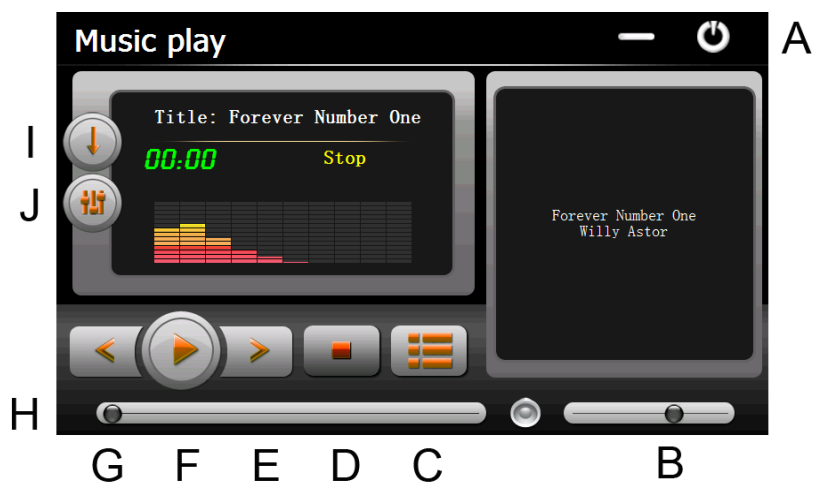 Music play
A
Title: Forever Number One
I
00:00
Stop
J
Forever Number One
Willy Astor
H
G
F
E
D
C
B